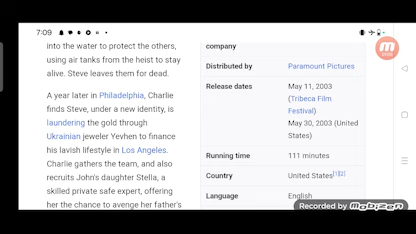 7:09
into the water to protect the others,
using air tanks from the heist to stay
alive. Steve leaves them for dead.
A year later in Philadelphia, Charlie
finds Steve, under a new identity, is
laundering the gold through
Ukrainian jeweler Yevhen to finance
his lavish lifestyle in Los Angeles.
Charlie gathers the team, and also
recruits John's daughter Stella, a
skilled private safe expert, offering
her the chance to avenge her father's
company
Distributed by Paramount Pictures
Release dates May 11, 2003
(Tribeca Film
Festival)
May 30, 2003 (United
States)
Running time 111 minutes
Country United States[1][2]
Language English
Recorded by Mobizen